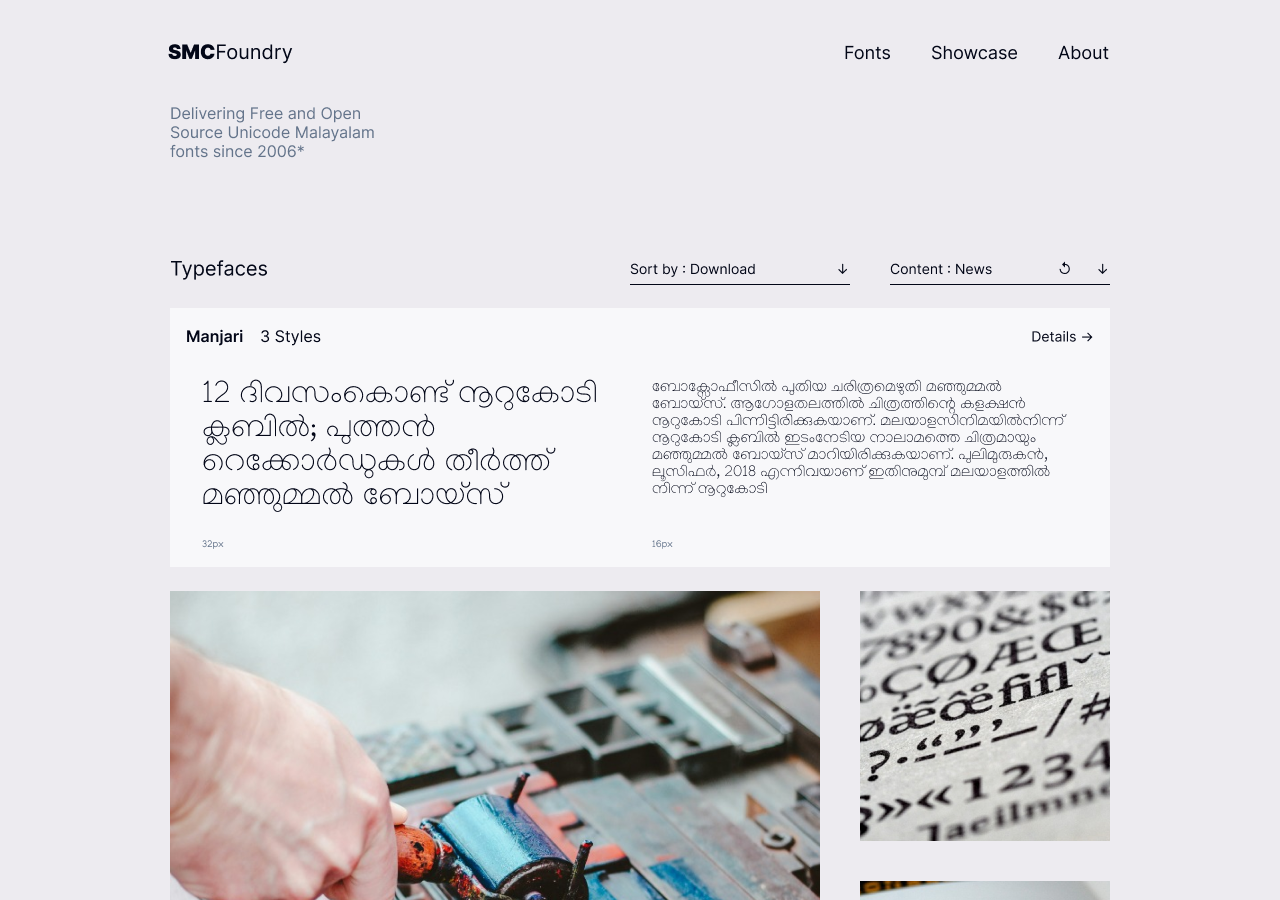 SMCFoundry
Fonts Showcase About
Delivering Free and Open
Source Unicode Malayalam
fonts since 2006*
Typefaces
Sort by : Download ↓
Content : News ↓
Manjari 3 Styles
Details →
12 ദിവസംകൊണ്ട് നൂറുകോടി
ക്ലബിൽ; പുത്തൻ
റെക്കോർഡുകൾ തീർത്ത്
മഞ്ഞുമ്മൽ ബോയ്സ്
32px
ബോക്സോഫീസിൽ പുതിയ ചരിത്രമെഴുതി മഞ്ഞുമ്മൽ
ബോയ്സ്. ആഗോളതലത്തിൽ ചിത്രത്തിന്റെ കളക്ഷൻ
നൂറുകോടി പിന്നിട്ടിരിക്കുകയാണ്. മലയാളസിനിമയിൽനിന്ന്
നൂറുകോടി ക്ലബിൽ ഇടംനേടിയ നാലാമത്തെ ചിത്രമായും
മഞ്ഞുമ്മൽ ബോയ്സ് മാറിയിരിക്കുകയാണ്. പുലിമുരുകൻ,
ലൂസിഫർ, 2018 എന്നിവയാണ് ഇതിനുമുമ്പ് മലയാളത്തിൽ
നിന്ന് നൂറുകോടി
16px
7890&$¢
ÇØÆŒ
øæãôëfifl
?·“”’—/#
»«1234